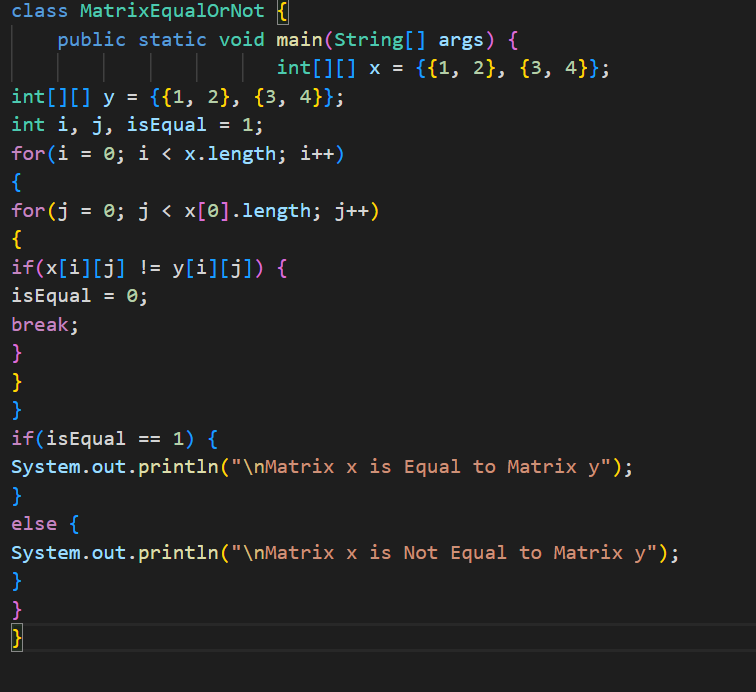 class MatrixEqualOrNot {
    public static void main(String[] args) {
                       int[][] x = {{1, 2}, {3, 4}};
int[][] y = {{1, 2}, {3, 4}};
int i, j, isEqual = 1;
for(i = 0; i < x.length; i++)
{
for(j = 0; j < x[0].length; j++)
{
if(x[i][j] != y[i][j]) {
isEqual = 0;
break;
}
}
}
if(isEqual == 1) {
System.out.println("\nMatrix x is Equal to Matrix y");
}
else {
System.out.println("\nMatrix x is Not Equal to Matrix y");
}
}
}